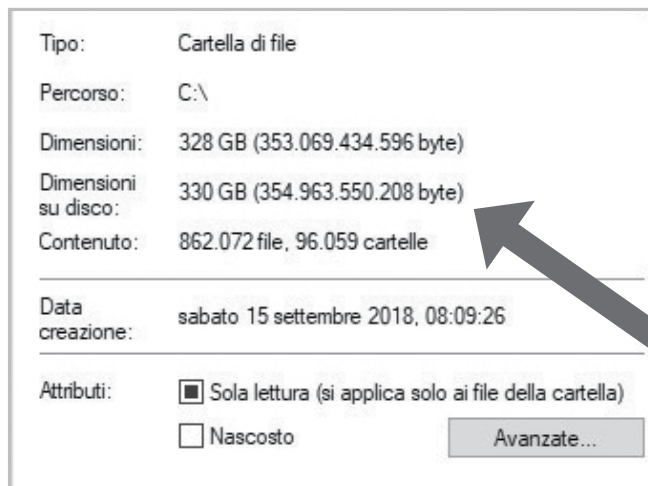 Tipo: Cartella di file
Percorso: C:\
Dimensioni: 328 GB (353.069.434.596 byte)
Dimensioni
su disco: 330 GB (354.963.550.208 byte)
Contenuto: 862.072 file, 96.059 cartelle
Data
creazione: sabato 15 settembre 2018, 08:09:26
Attributi: Sola lettura (si applica solo ai file della cartella)
Nascosto Avanzate...